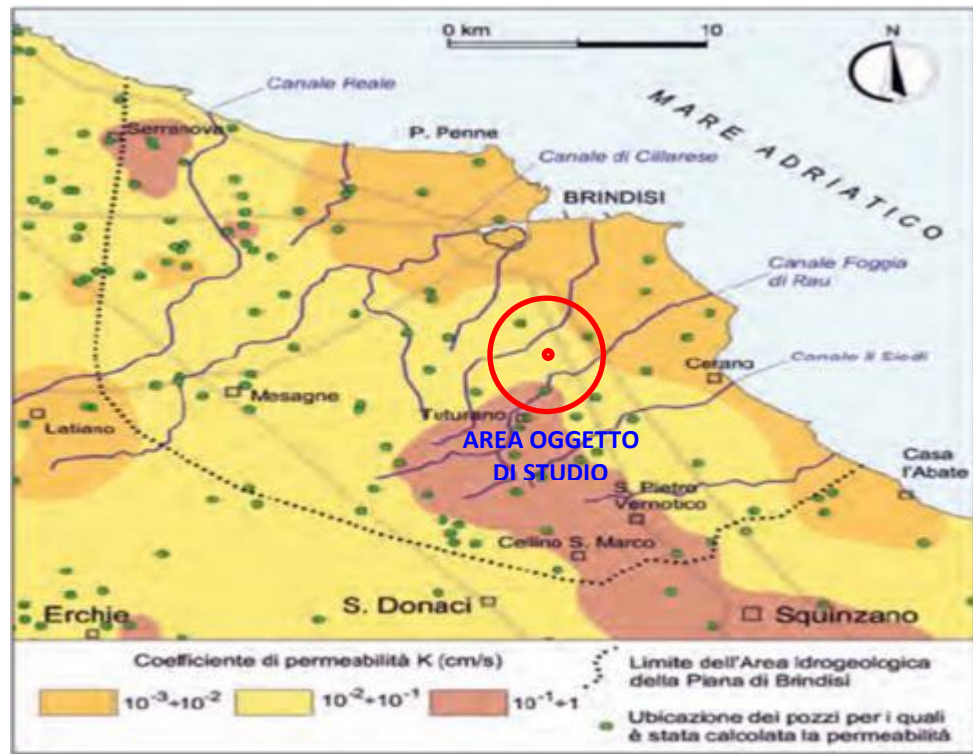 0 km 10
N
Canale Reale
MARE ADRIATICO
Serranova
P. Penne
Canale di Cillarese
BRINDISI
Canale Foggia
di Rau
Cerano
Canale Il Siedi
Mesagne
Latiano
Tuturano
AREA OGGETTO
DI STUDIO
Casa
l'Abate
S. Pietro
Vernotico
Cellino S. Marco
Erchie
S. Donaci
Squinzano
Coefficiente di permeabilità K (cm/s)
10⁻³÷10⁻²
10⁻²÷10⁻¹
10⁻¹÷1
Limite dell'Area Idrogeologica
della Piana di Brindisi
Ubicazione dei pozzi per i quali
è stata calcolata la permeabilità